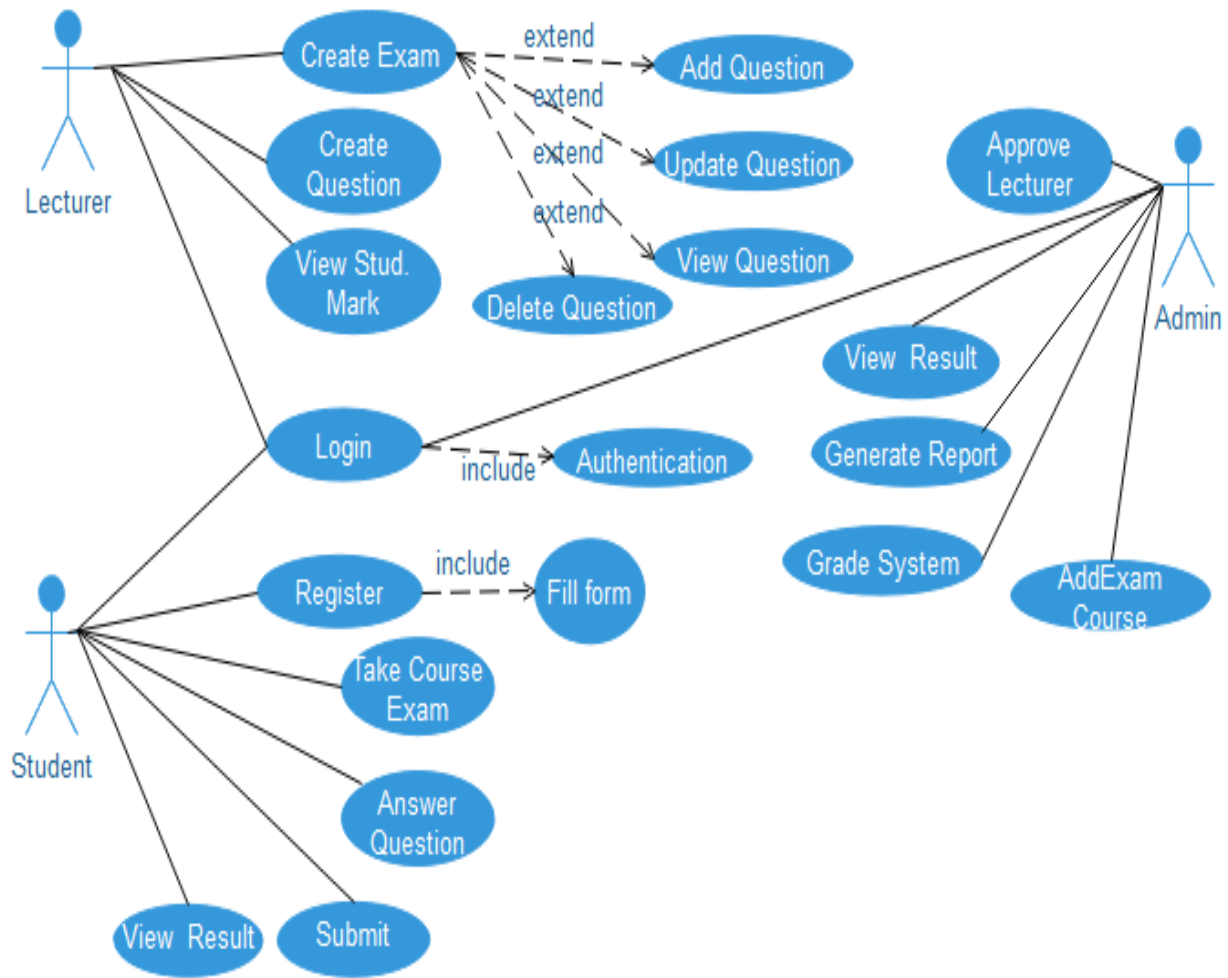 Create Exam
extend
Add Question
extend
Create
Question
extend
Update Question
Approve
Lecturer
Lecturer
extend
View Stud.
Mark
View Question
Delete Question
Admin
View  Result
Login
include
Authentication
Generate Report
Register
include
Fill form
Grade System
AddExam
Course
Take Course
Exam
Student
Answer
Question
View  Result
Submit